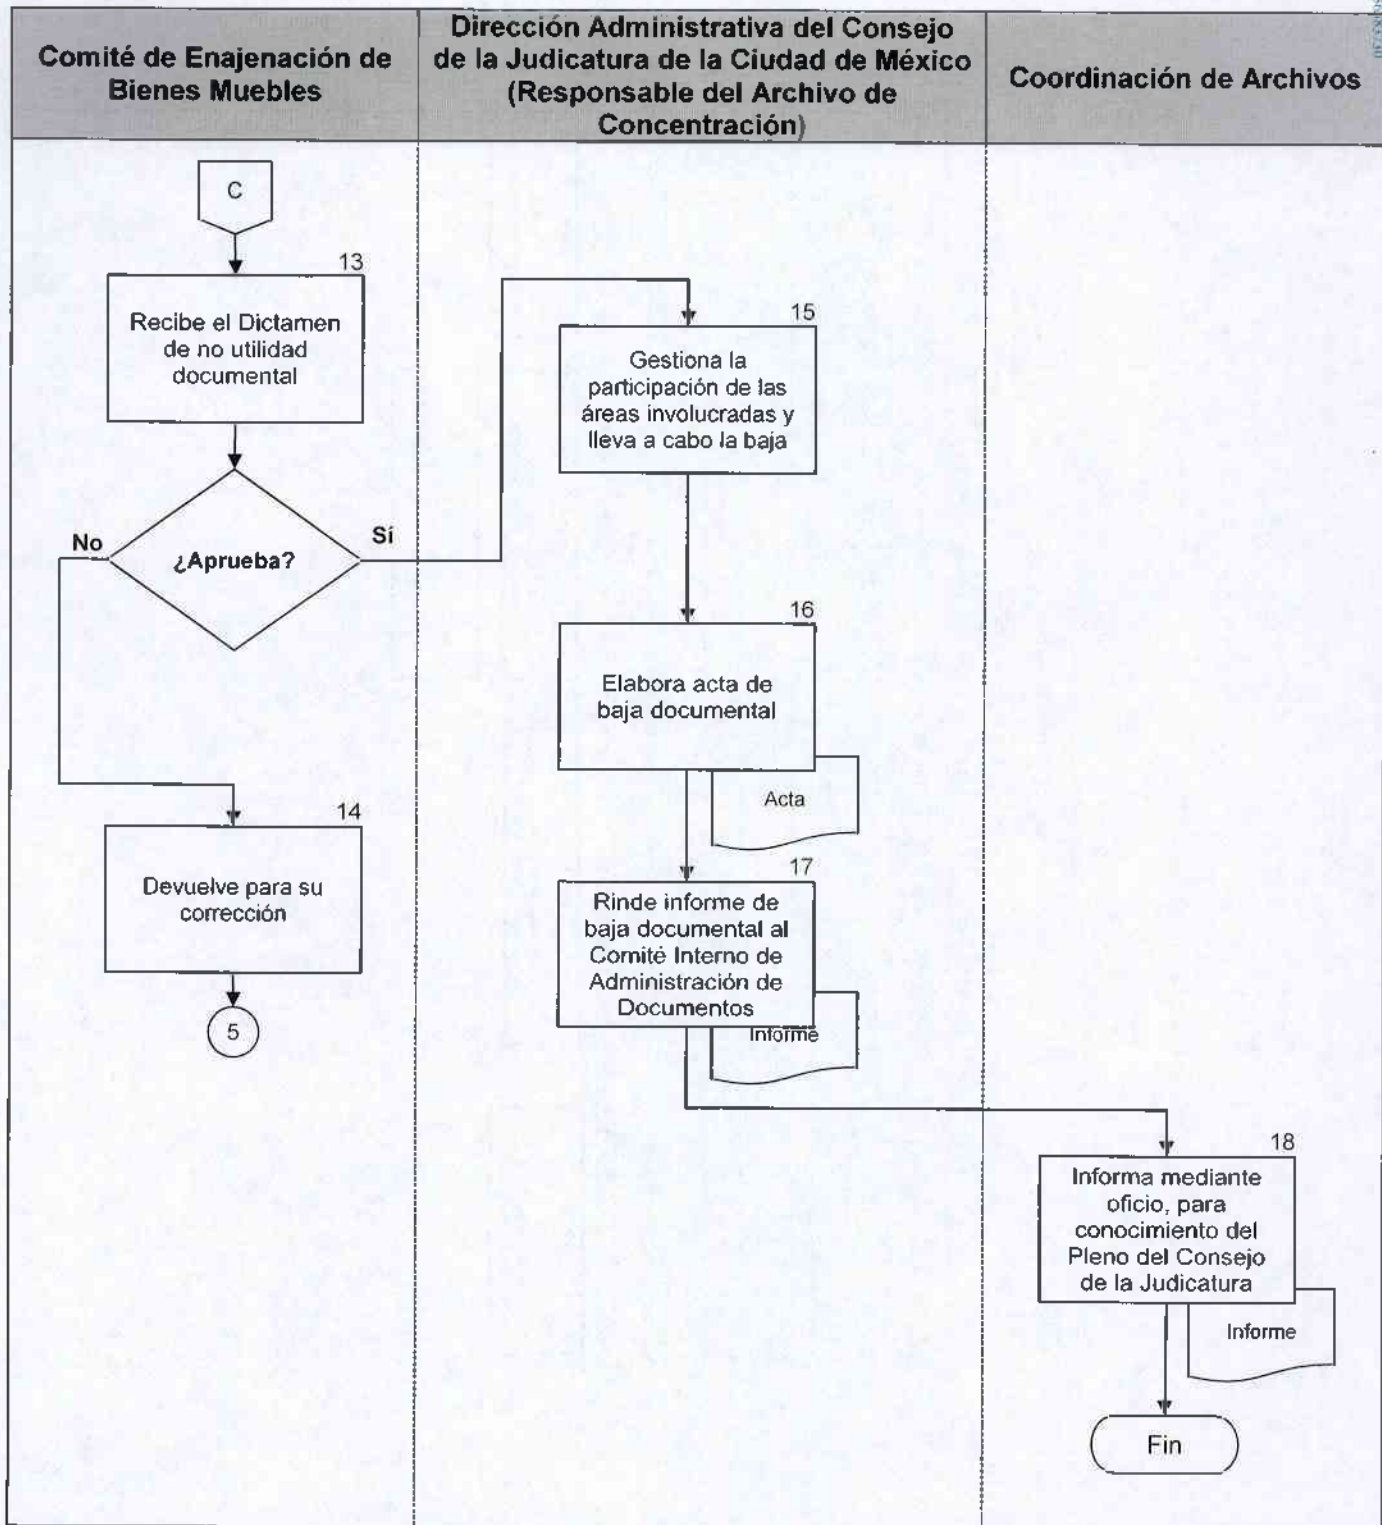 Comité de Enajenación de
Bienes Muebles
Dirección Administrativa del Consejo
de la Judicatura de la Ciudad de México
(Responsable del Archivo de
Concentración)
Coordinación de Archivos
C
13
Recibe el Dictamen
de no utilidad
documental
¿Aprueba?
No
Sí
14
Devuelve para su
corrección
5
15
Gestiona la
participación de las
áreas involucradas y
lleva a cabo la baja
16
Elabora acta de
baja documental
Acta
17
Rinde informe de
baja documental al
Comité Interno de
Administración de
Documentos
Informe
18
Informa mediante
oficio, para
conocimiento del
Pleno del Consejo
de la Judicatura
Informe
Fin